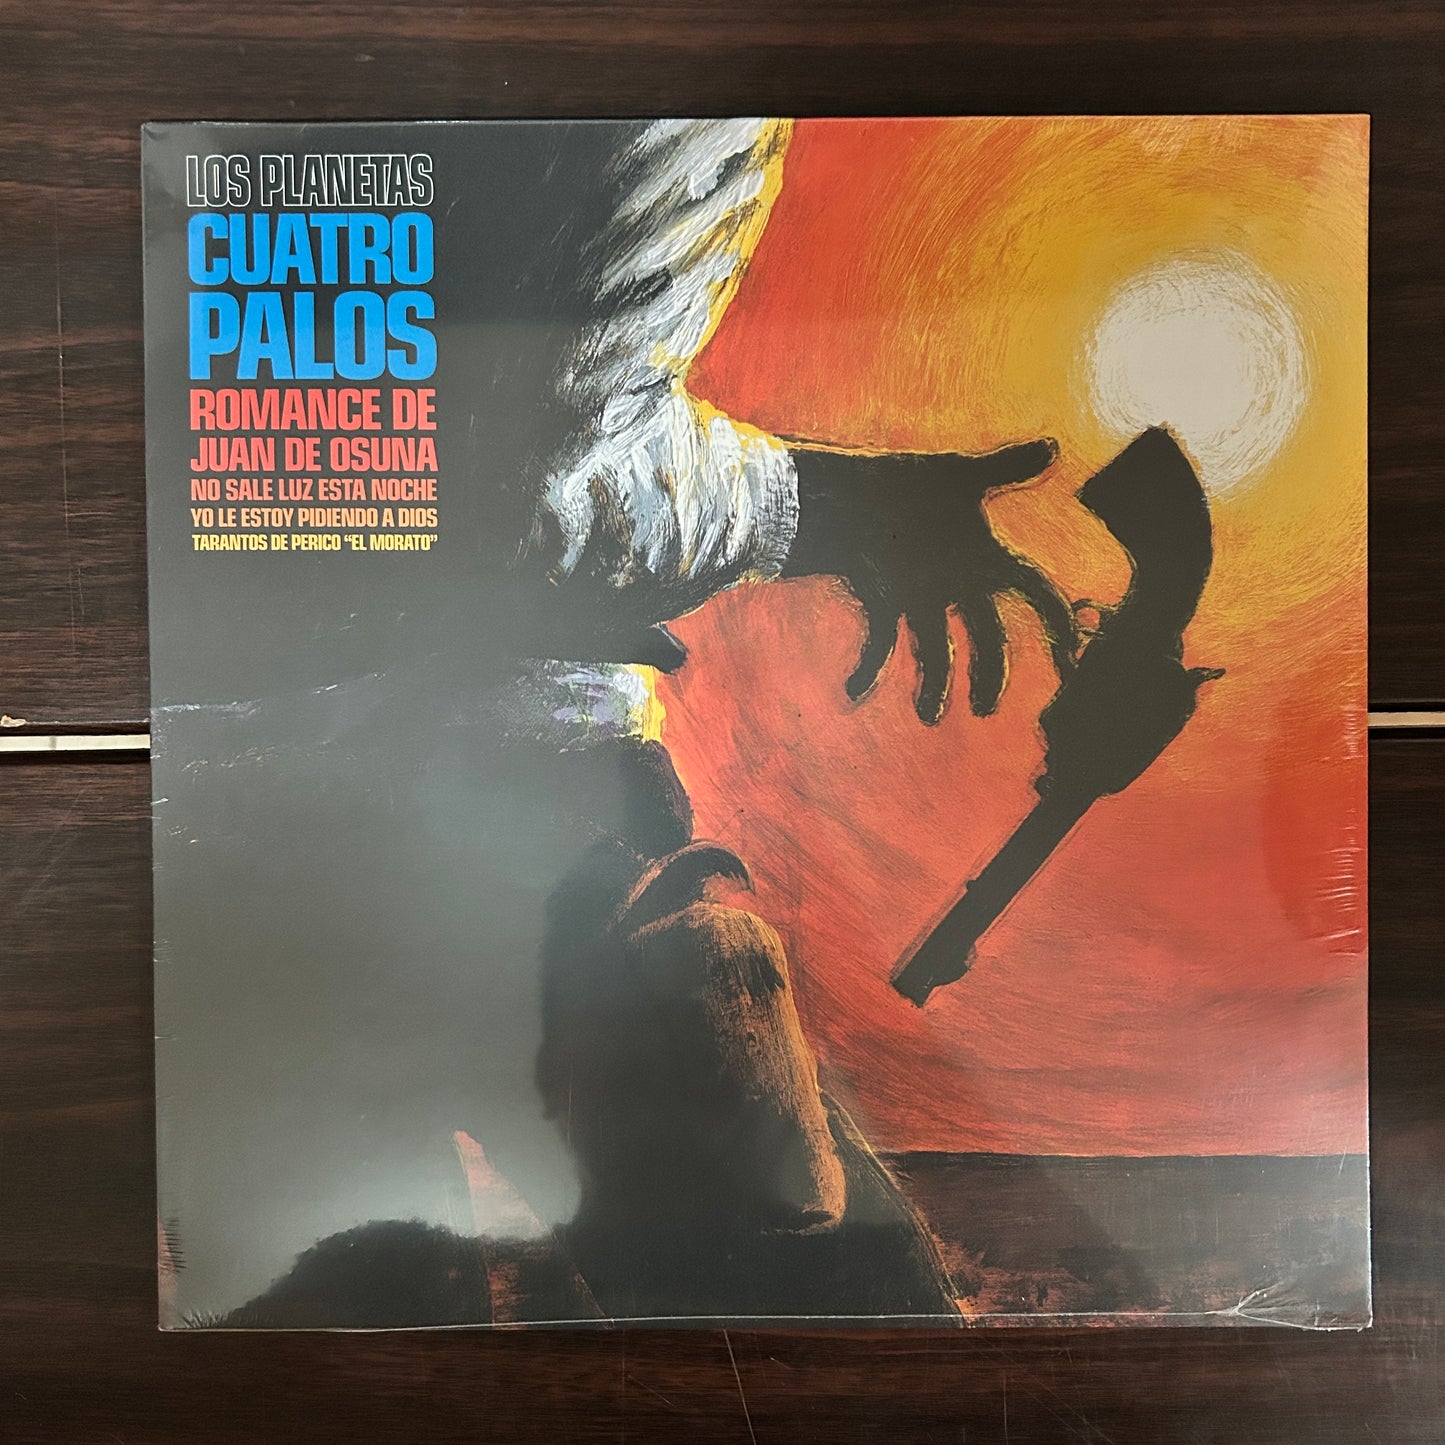 LOS PLANETAS
CUATRO
PALOS
ROMANCE DE
JUAN DE OSUNA
NO SALE LUZ ESTA NOCHE
YO LE ESTOY PIDIENDO A DIOS
TARANTOS DE PERICO “EL MORATO”